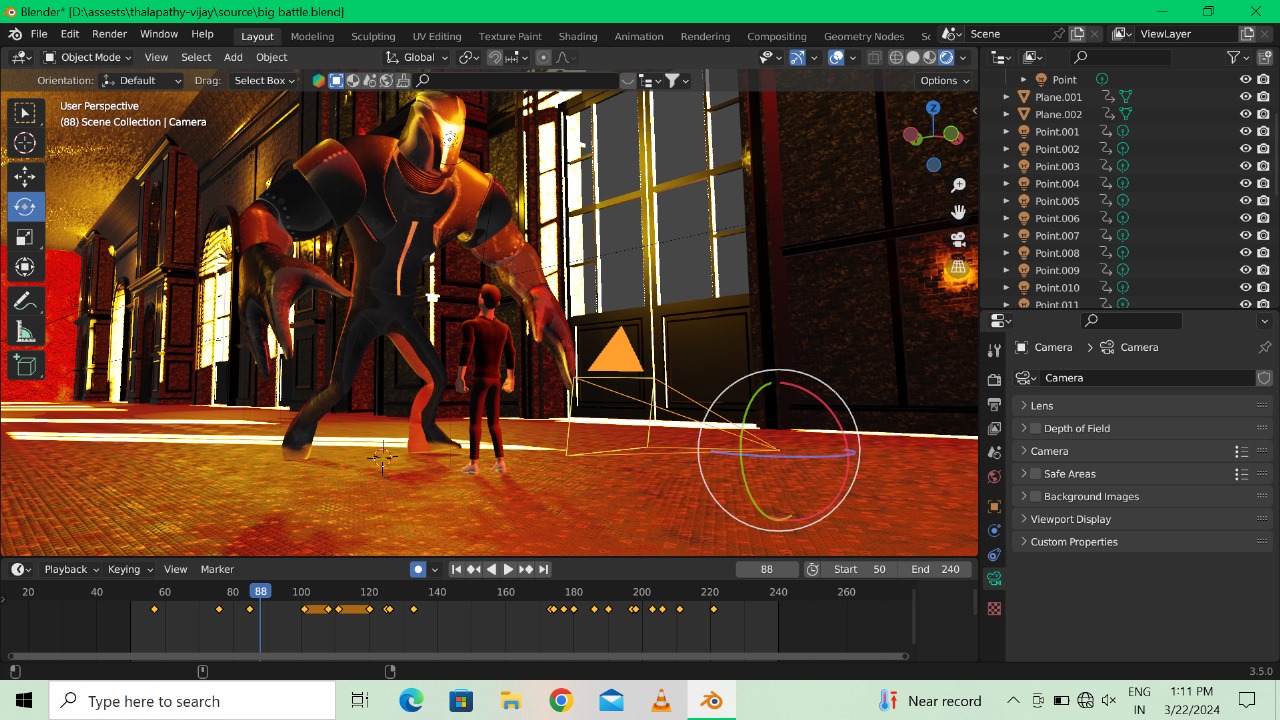 Blender* [D:\assests\thalapathy-vijay\source\big battle.blend]
File Edit Render Window Help Layout Modeling Sculpting UV Editing Texture Paint Shading Animation Rendering Compositing Geometry Nodes Sc Scene ViewLayer
Object Mode View Select Add Object Global
Orientation: Default Drag: Select Box Options
User Perspective
(88) Scene Collection | Camera
Z
Point
Plane.001
Plane.002
Point.001
Point.002
Point.003
Point.004
Point.005
Point.006
Point.007
Point.008
Point.009
Point.010
Point.011
Camera > Camera
Camera
Lens
Depth of Field
Camera
Safe Areas
Background Images
Viewport Display
Custom Properties
Playback Keying View Marker 88 Start 50 End 240
20 40 60 80 88 100 120 140 160 180 200 220 240 260
3.5.0
Type here to search
Near record
ENG
IN
1:11 PM
3/22/2024